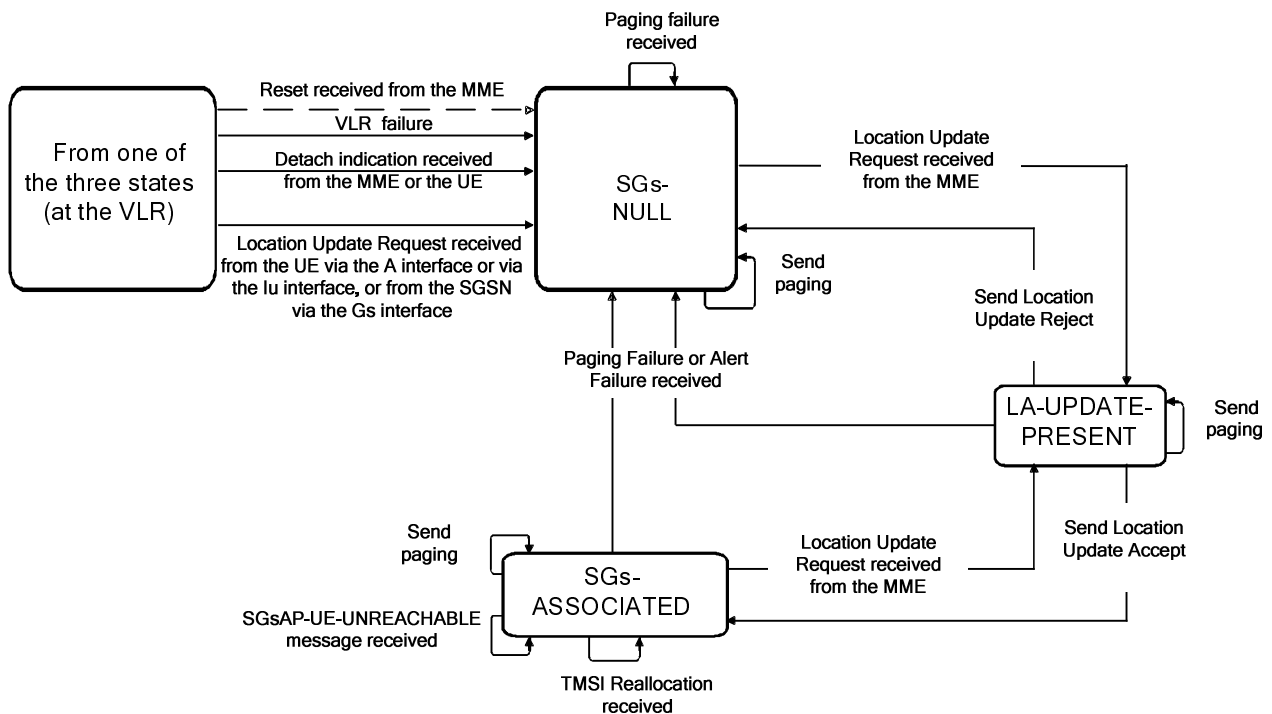 Paging failure
received
Reset received from the MME
VLR failure
Detach indication received
from the MME or the UE
From one of
the three states
(at the VLR)
Location Update Request received
from the UE via the A interface or via
the Iu interface, or from the SGSN
via the Gs interface
SGs-
NULL
Location Update
Request received
from the MME
Send
paging
Send Location
Update Reject
Paging Failure or Alert
Failure received
LA-UPDATE-
PRESENT
Send
paging
Send
paging
SGs-
ASSOCIATED
Location Update
Request received
from the MME
Send Location
Update Accept
SGsAP-UE-UNREACHABLE
message received
TMSI Reallocation
received